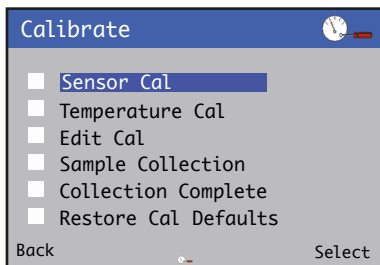 Calibrate
Sensor Cal
Temperature Cal
Edit Cal
Sample Collection
Collection Complete
Restore Cal Defaults
Back Select